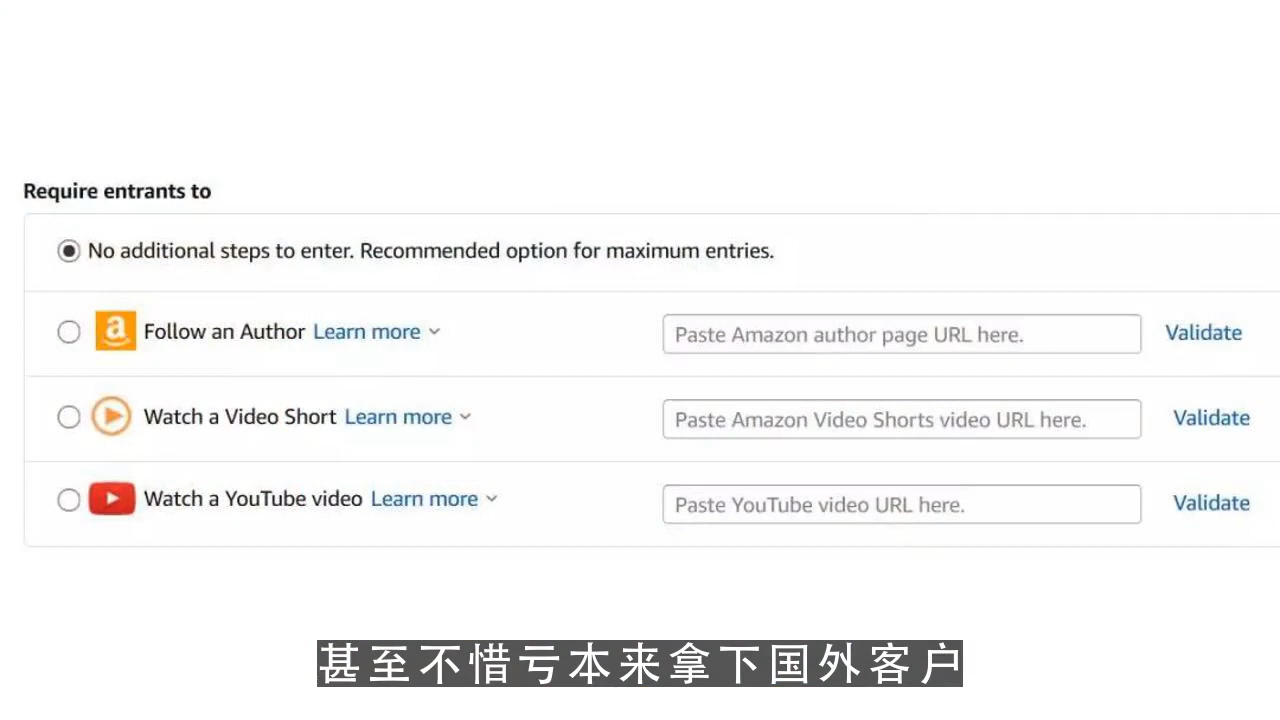 Require entrants to
No additional steps to enter. Recommended option for maximum entries.
Follow an Author Learn more Paste Amazon author page URL here. Validate
Watch a Video Short Learn more Paste Amazon Video Shorts video URL here. Validate
Watch a YouTube video Learn more Paste YouTube video URL here. Validate
甚至不惜亏本来拿下国外客户